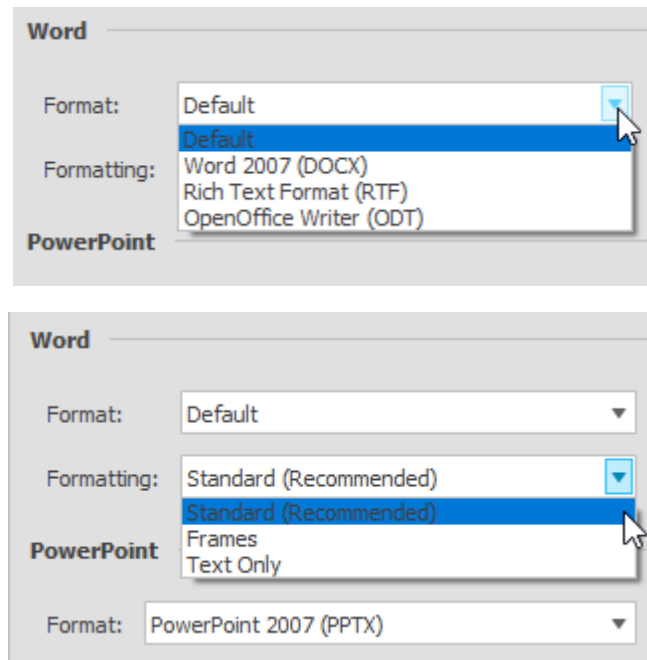 Word
Format: Default
Default
Formatting: Word 2007 (DOCX)
Rich Text Format (RTF)
OpenOffice Writer (ODT)
PowerPoint
Word
Format: Default
Formatting: Standard (Recommended)
Standard (Recommended)
Frames
PowerPoint
Text Only
Format: PowerPoint 2007 (PPTX)